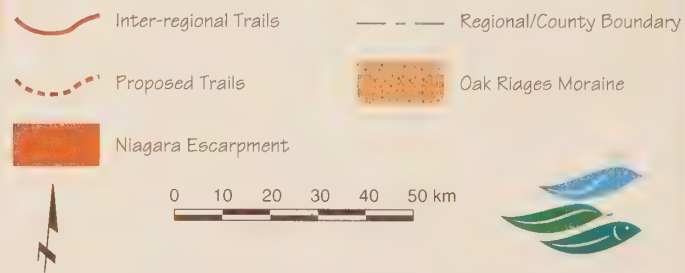 Inter-regional Trails
Regional/County Boundary
Proposed Trails
Oak Riages Moraine
Niagara Escarpment
0 10 20 30 40 50 km